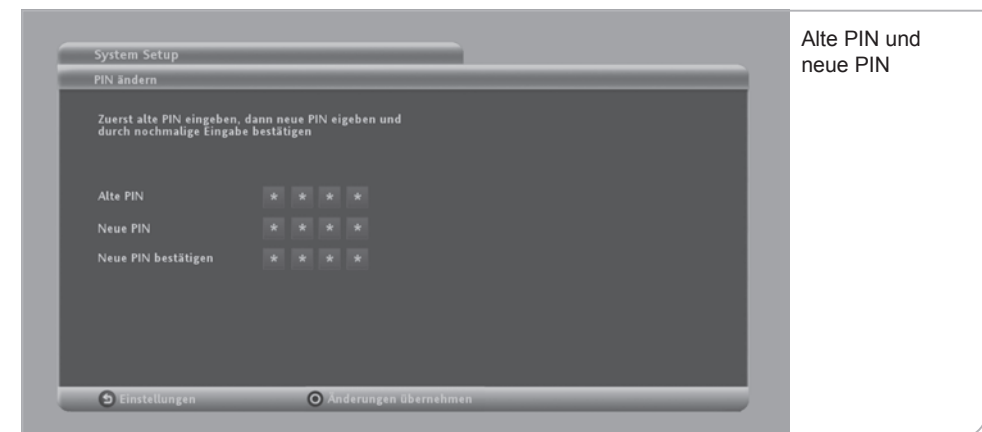 System Setup
PIN ändern
Zuerst alte PIN eingeben, dann neue PIN eigeben und
durch nochmalige Eingabe bestätigen
Alte PIN * * * *
Neue PIN * * * *
Neue PIN bestätigen * * * *
Einstellungen Änderungen übernehmen
Alte PIN und
neue PIN